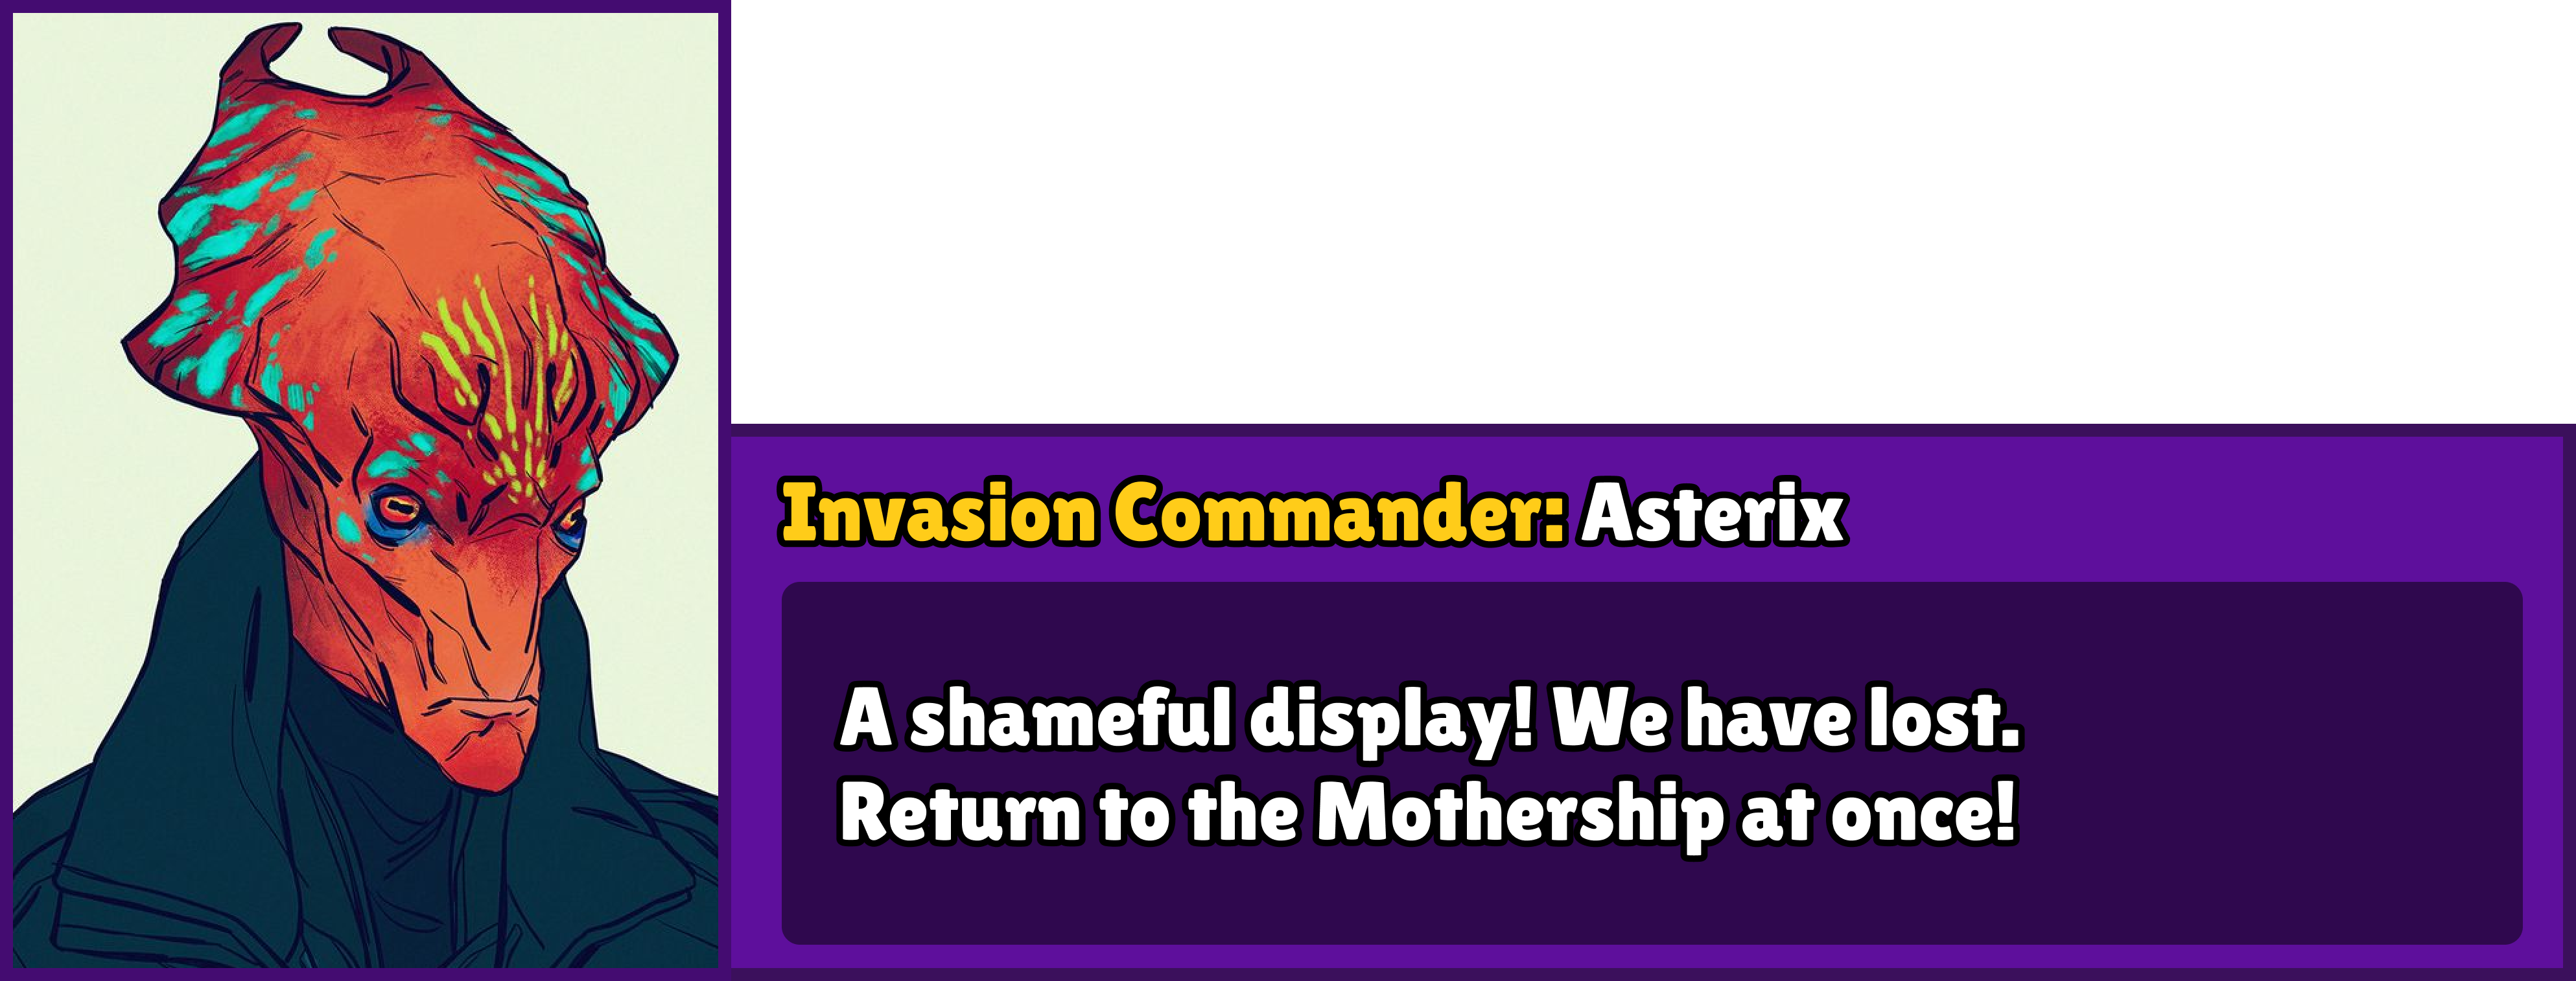 Invasion Commander: Asterix
A shameful display! We have lost.
Return to the Mothership at once!